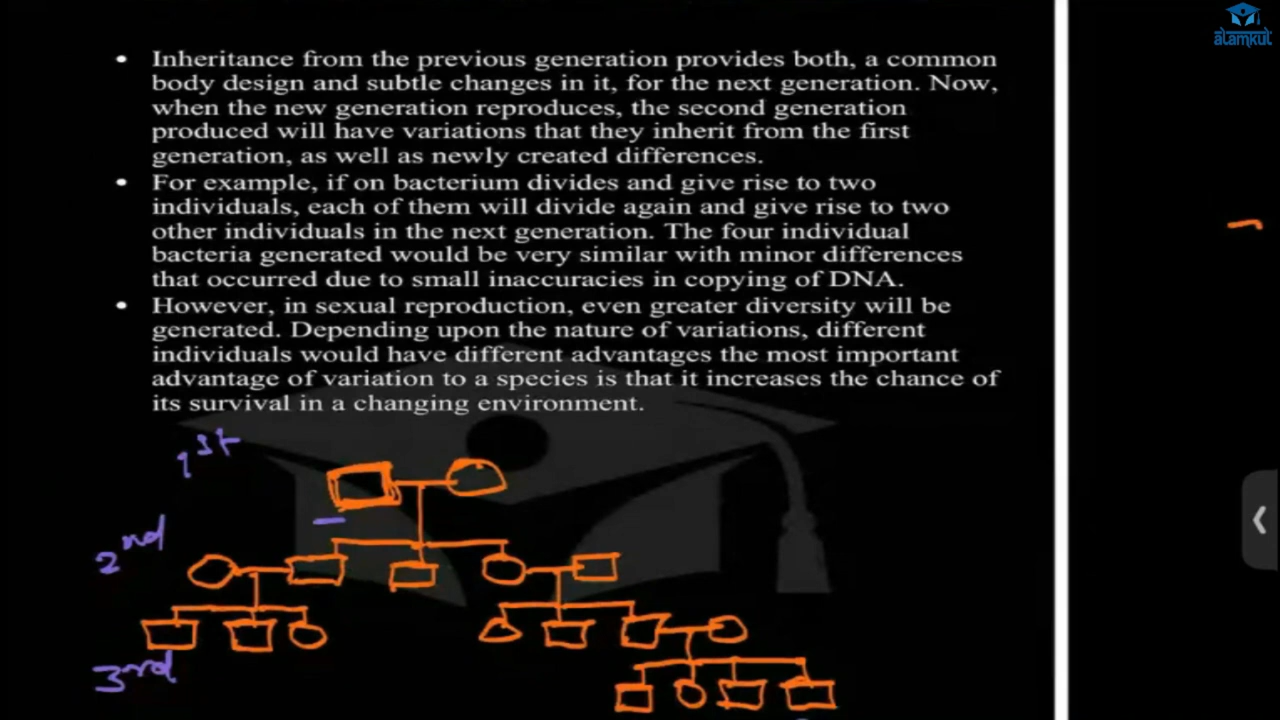 alamkul
• Inheritance from the previous generation provides both, a common
body design and subtle changes in it, for the next generation. Now,
when the new generation reproduces, the second generation
produced will have variations that they inherit from the first
generation, as well as newly created differences.
• For example, if on bacterium divides and give rise to two
individuals, each of them will divide again and give rise to two
other individuals in the next generation. The four individual
bacteria generated would be very similar with minor differences
that occurred due to small inaccuracies in copying of DNA.
• However, in sexual reproduction, even greater diversity will be
generated. Depending upon the nature of variations, different
individuals would have different advantages the most important
advantage of variation to a species is that it increases the chance of
its survival in a changing environment.
1st
2nd
3rd